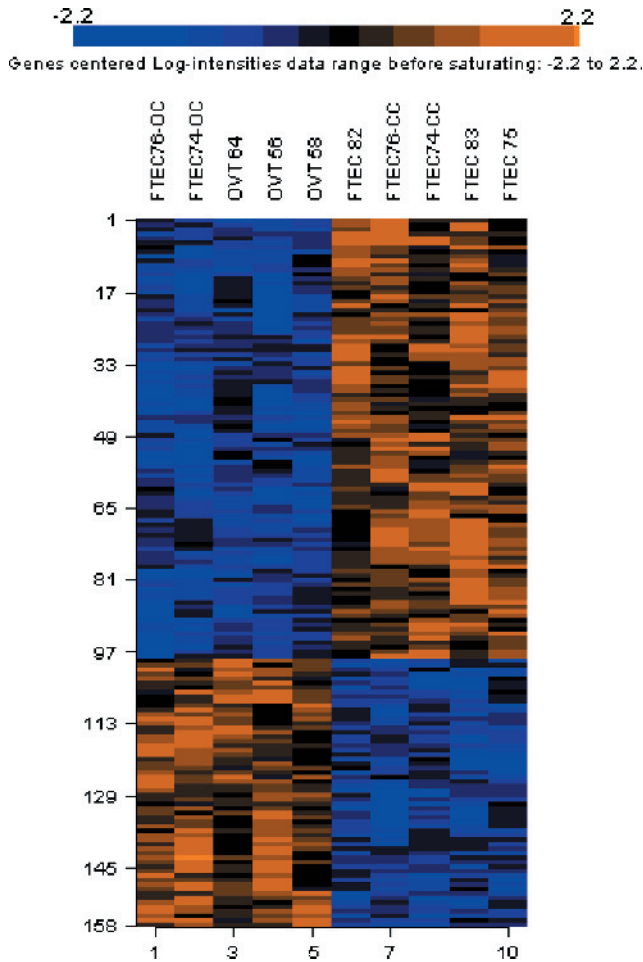 -2.2 2.2
Genes centered Log-intensities data range before saturating: -2.2 to 2.2.
FTEC76-OC
FTEC74-OC
OVT 64
OVT 56
OVT 58
FTEC 82
FTEC76-CC
FTEC74-CC
FTEC 83
FTEC 75
1
17
33
49
65
81
97
113
129
145
158
1 3 5 7 10